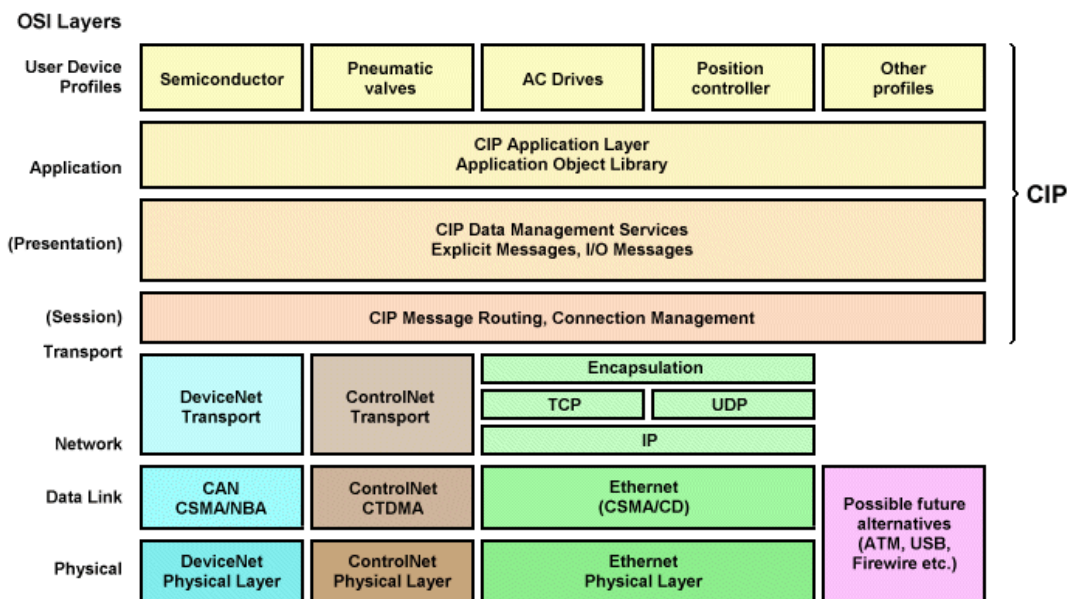 OSI Layers
User Device
Profiles
Semiconductor
Pneumatic
valves
AC Drives
Position
controller
Other
profiles
Application
CIP Application Layer
Application Object Library
CIP
(Presentation)
CIP Data Management Services
Explicit Messages, I/O Messages
(Session)
CIP Message Routing, Connection Management
Transport
DeviceNet
Transport
ControlNet
Transport
Encapsulation
TCP
UDP
IP
Network
Data Link
CAN
CSMA/NBA
ControlNet
CTDMA
Ethernet
(CSMA/CD)
Possible future
alternatives
(ATM, USB,
Firewire etc.)
Physical
DeviceNet
Physical Layer
ControlNet
Physical Layer
Ethernet
Physical Layer